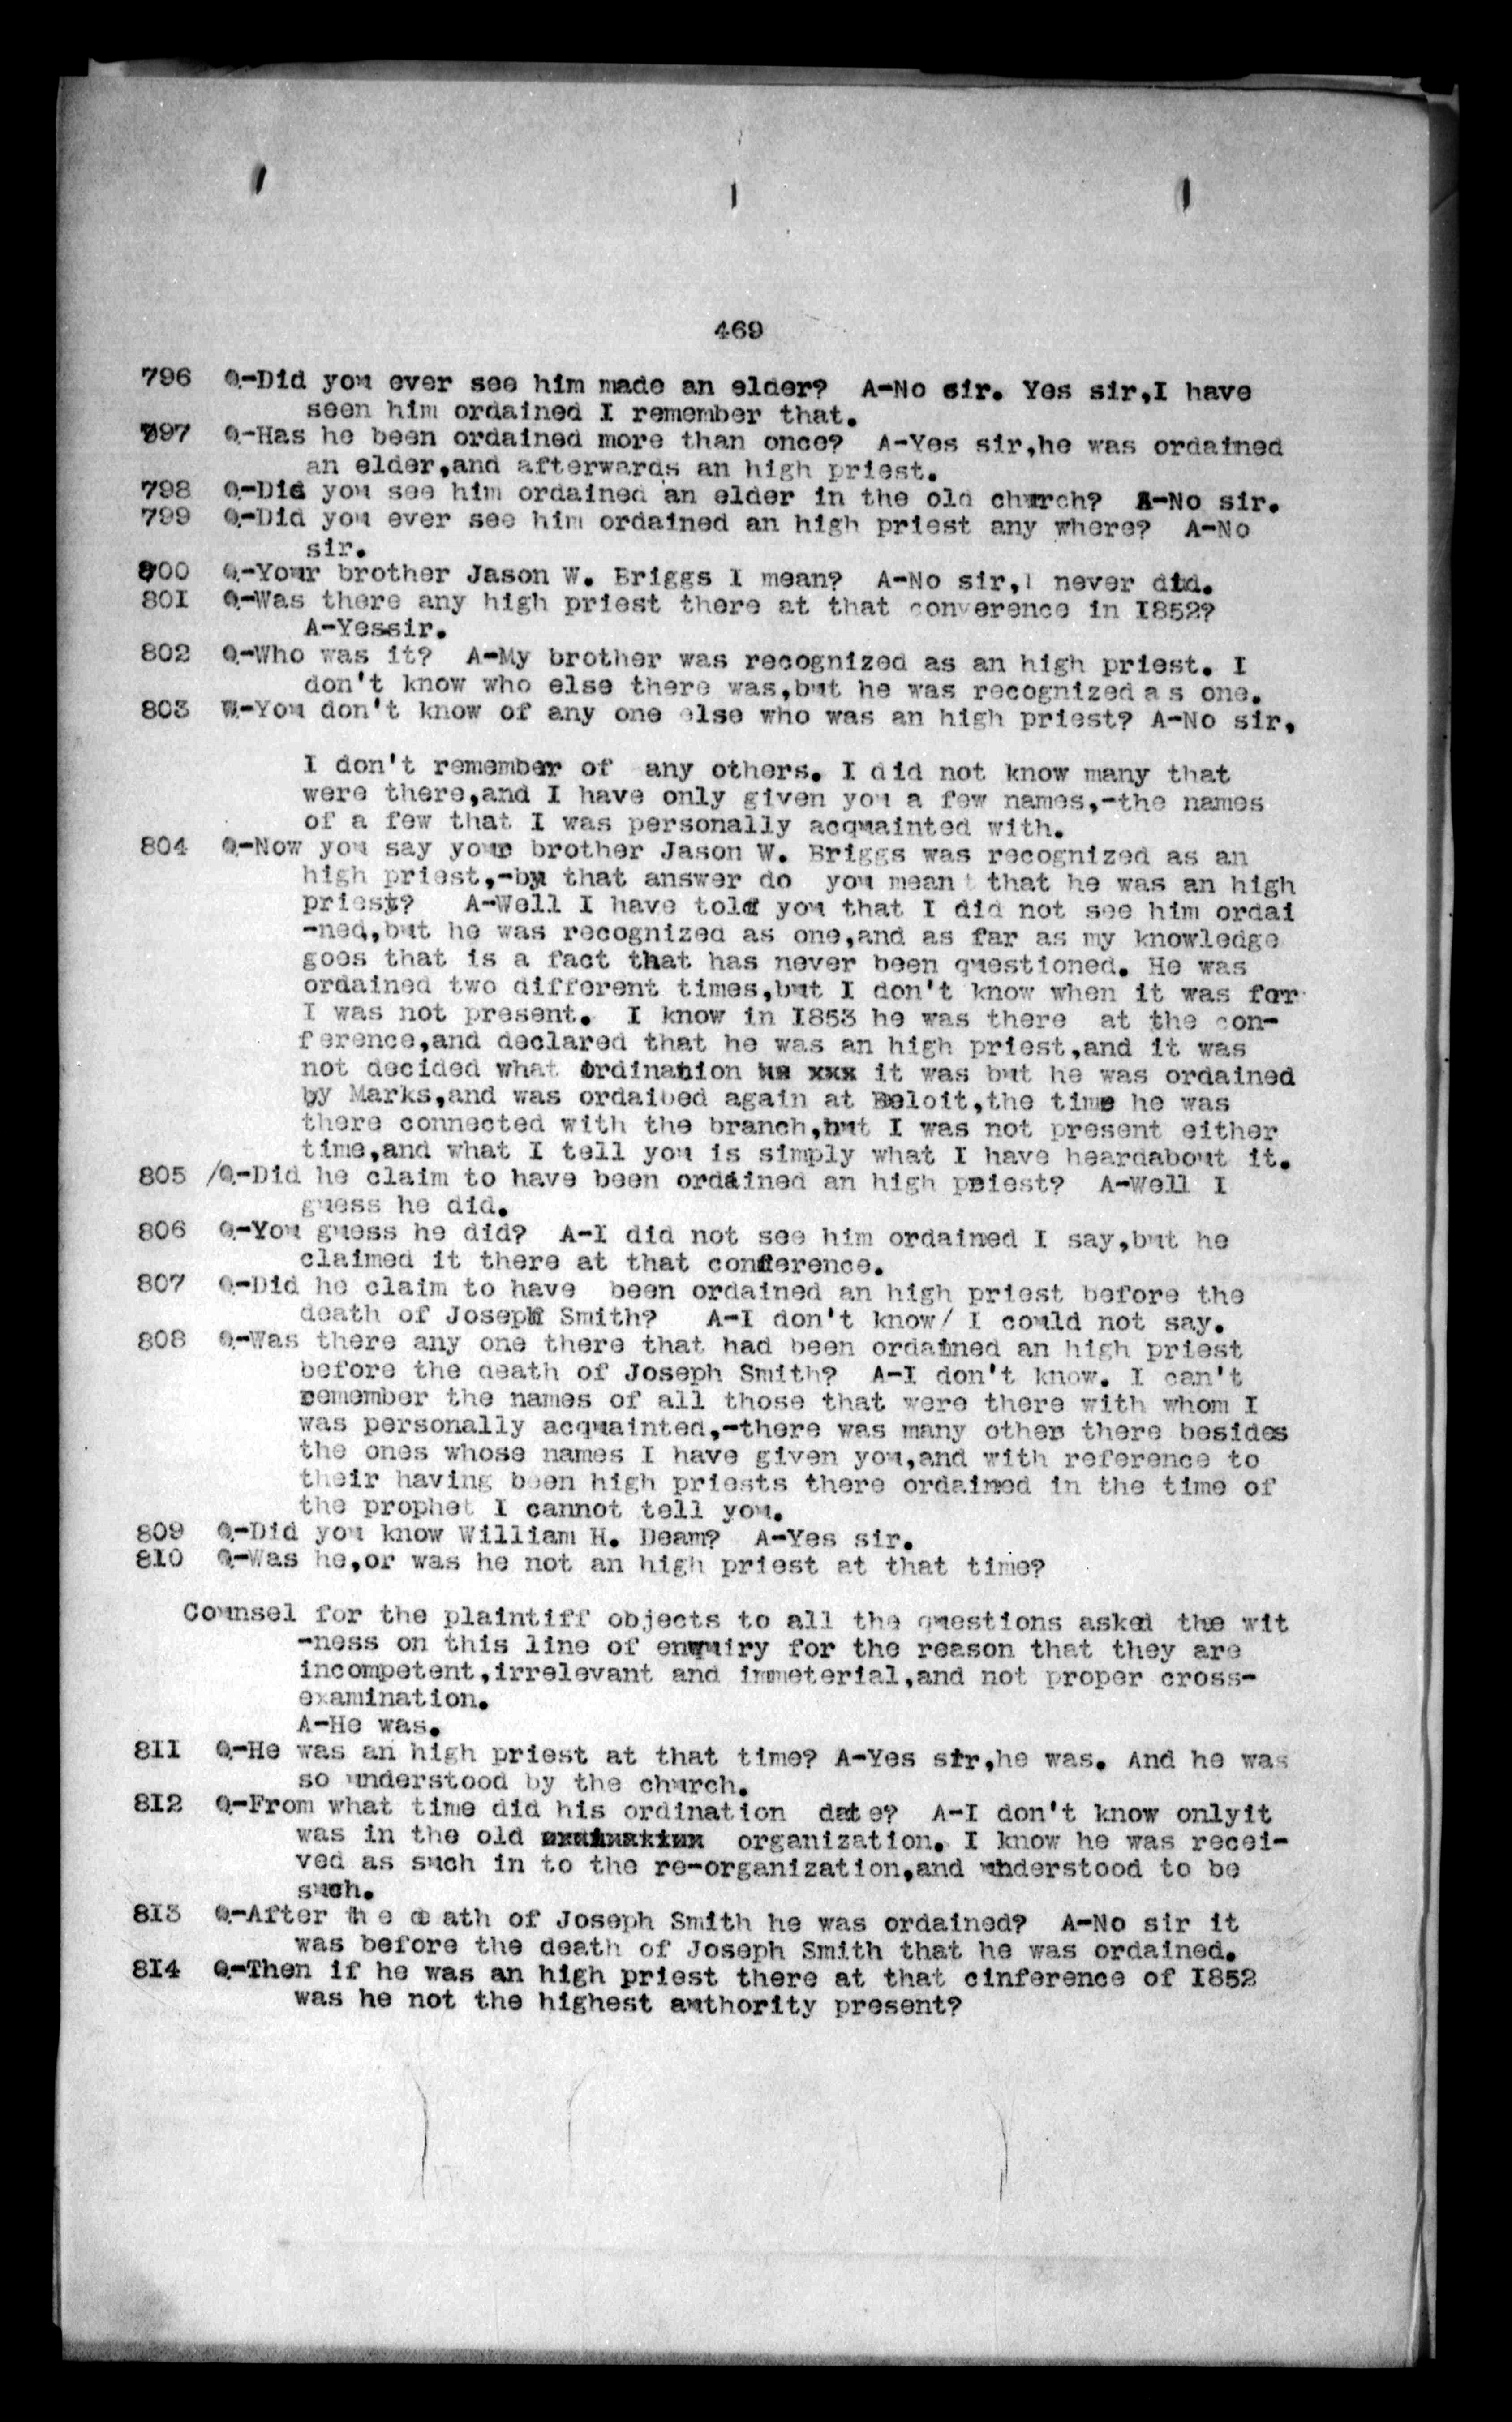 469
796 Q-Did you ever see him made an elder? A-No sir. Yes sir,I have
seen him ordained I remember that.
797 Q-Has he been ordained more than once? A-Yes sir,he was ordained
an elder,and afterwards an high priest.
798 Q-Did you see him ordained an elder in the old church? A-No sir.
799 Q-Did you ever see him ordained an high priest any where? A-No
sir.
800 Q-Your brother Jason W. Briggs I mean? A-No sir,I never did.
801 Q-Was there any high priest there at that converence in I852?
A-Yessir.
802 Q-Who was it? A-My brother was recognized as an high priest. I
don't know who else there was,but he was recognized as one.
803 W-You don't know of any one else who was an high priest? A-No sir,
I don't remember of any others. I did not know many that
were there,and I have only given you a few names,-the names
of a few that I was personally acquainted with.
804 Q-Now you say your brother Jason W. Briggs was recognized as an
high priest,-by that answer do you mean that he was an high
priest? A-Well I have told you that I did not see him ordai
-ned,but he was recognized as one,and as far as my knowledge
goes that is a fact that has never been questioned. He was
ordained two different times,but I don't know when it was for
I was not present. I know in I853 he was there at the con-
ference,and declared that he was an high priest,and it was
not decided what ordination xxx it was but he was ordained
by Marks,and was ordaioed again at Beloit,the time he was
there connected with the branch,but I was not present either
time,and what I tell you is simply what I have heardabout it.
805 /Q-Did he claim to have been ordained an high priest? A-Well I
guess he did.
806 Q-You guess he did? A-I did not see him ordained I say,but he
claimed it there at that conference.
807 Q-Did he claim to have been ordained an high priest before the
death of Joseph Smith? A-I don't know/ I could not say.
808 Q-Was there any one there that had been ordained an high priest
before the death of Joseph Smith? A-I don't know. I can't
remember the names of all those that were there with whom I
was personally acquainted,-there was many others there besides
the ones whose names I have given you,and with reference to
their having been high priests there ordained in the time of
the prophet I cannot tell you.
809 Q-Did you know William H. Deam? A-Yes sir.
8I0 Q-Was he,or was he not an high priest at that time?
Counsel for the plaintiff objects to all the questions asked the wit
-ness on this line of enquiry for the reason that they are
incompetent,irrelevant and immeterial,and not proper cross-
examination.
A-He was.
8II Q-He was an high priest at that time? A-Yes sir,he was. And he was
so understood by the church.
8I2 Q-From what time did his ordination date? A-I don't know onlyit
was in the old organization. I know he was recei-
ved as such in to the re-organization,and understood to be
such.
8I3 Q-After the death of Joseph Smith he was ordained? A-No sir it
was before the death of Joseph Smith that he was ordained.
8I4 Q-Then if he was an high priest there at that cinference of I852
was he not the highest authority present?